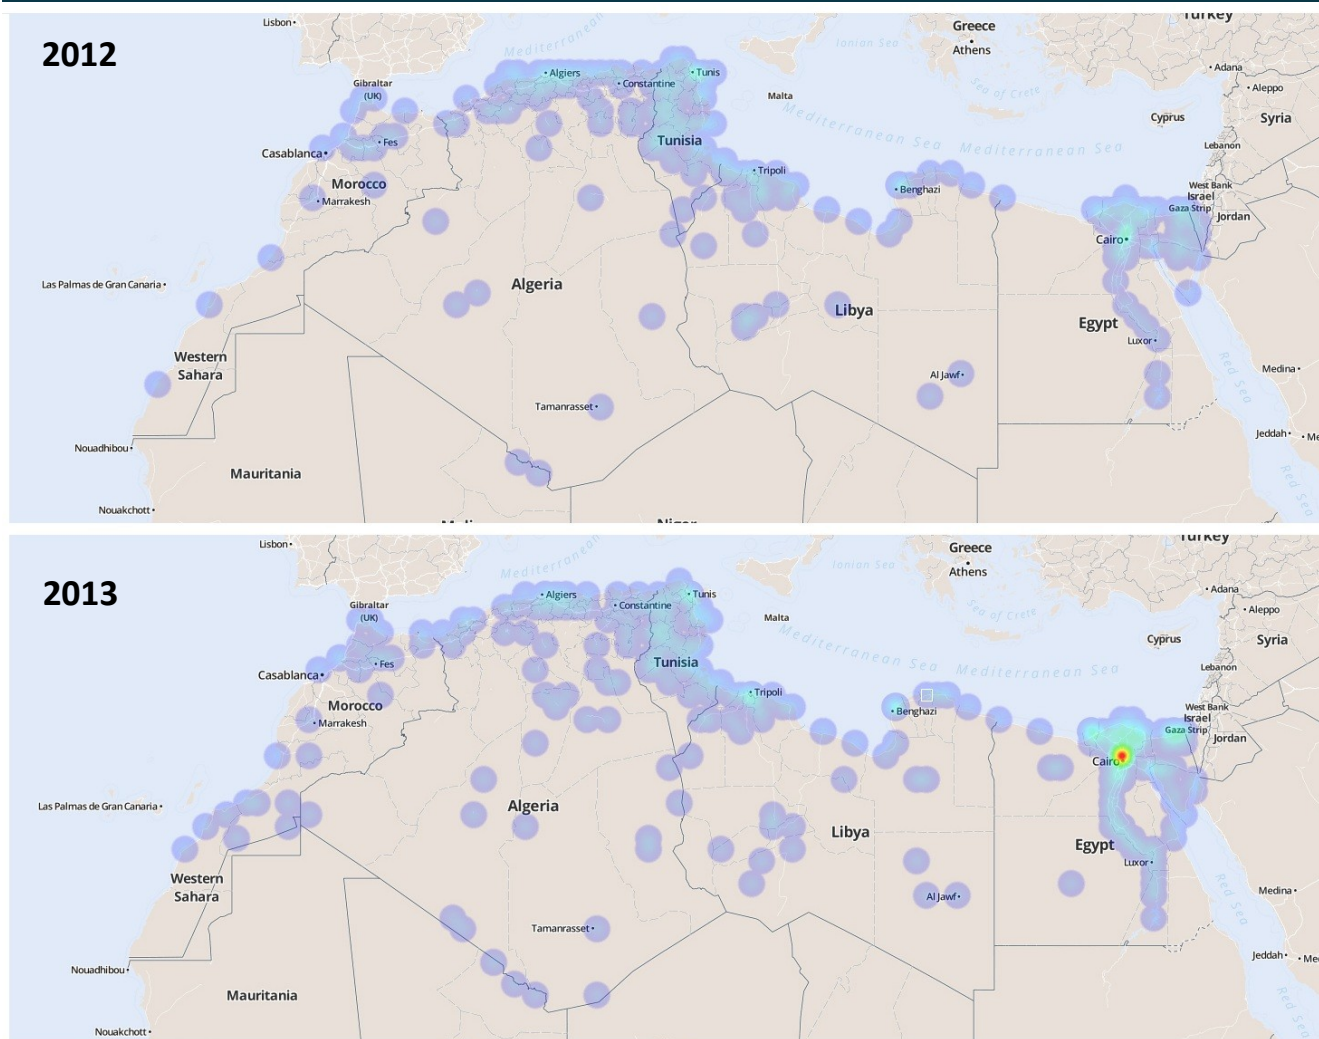 2012
Lisbon
Greece
Athens
Turkey
Ionian Sea
Mediterranean
Adana
Aleppo
Algiers
Tunis
Gibraltar
(UK)
Constantine
Malta
Sea of Crete
Mediterranean Sea
Mediterranean Sea
Cyprus
Syria
Fes
Tunisia
Lebanon
Casablanca
Tripoli
Morocco
Marrakesh
Benghazi
West Bank
Israel
Gaza Strip
Jordan
Cairo
Las Palmas de Gran Canaria
Algeria
Libya
Egypt
Luxor
Western
Sahara
Al Jawf
Medina
Red Sea
Tamanrasset
Nouadhibou
Jeddah
Me
Mauritania
Red Sea
Nouakchott
Niger
2013
Lisbon
Greece
Athens
Turkey
Ionian Sea
Mediterranean
Adana
Aleppo
Algiers
Tunis
Gibraltar
(UK)
Constantine
Malta
Sea of Crete
Mediterranean Sea
Mediterranean Sea
Cyprus
Syria
Fes
Tunisia
Lebanon
Casablanca
Tripoli
Morocco
Marrakesh
Benghazi
West Bank
Israel
Gaza Strip
Jordan
Cairo
Las Palmas de Gran Canaria
Algeria
Libya
Egypt
Luxor
Western
Sahara
Al Jawf
Medina
Red Sea
Tamanrasset
Nouadhibou
Jeddah
Me
Mauritania
Red Sea
Nouakchott